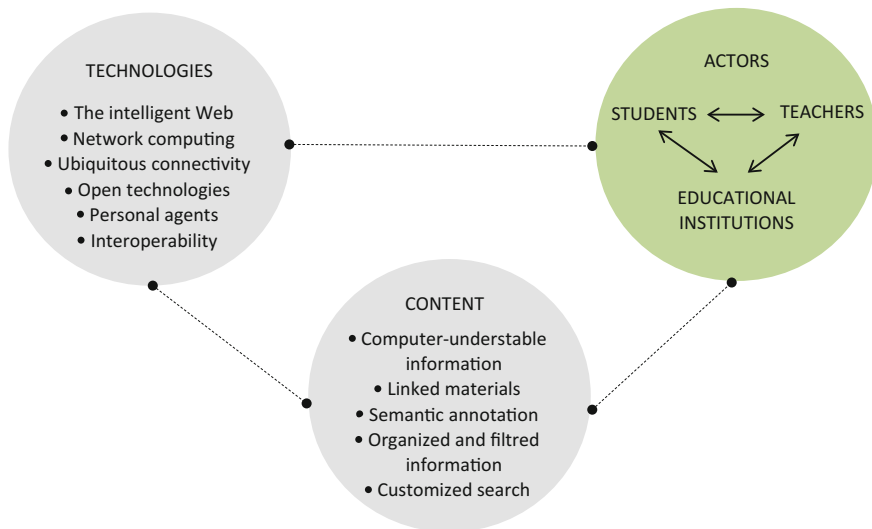 TECHNOLOGIES
• The intelligent Web
• Network computing
• Ubiquitous connectivity
• Open technologies
• Personal agents
• Interoperability
ACTORS
STUDENTS
TEACHERS
EDUCATIONAL
INSTITUTIONS
CONTENT
• Computer-understable
information
• Linked materials
• Semantic annotation
• Organized and filtred
information
• Customized search